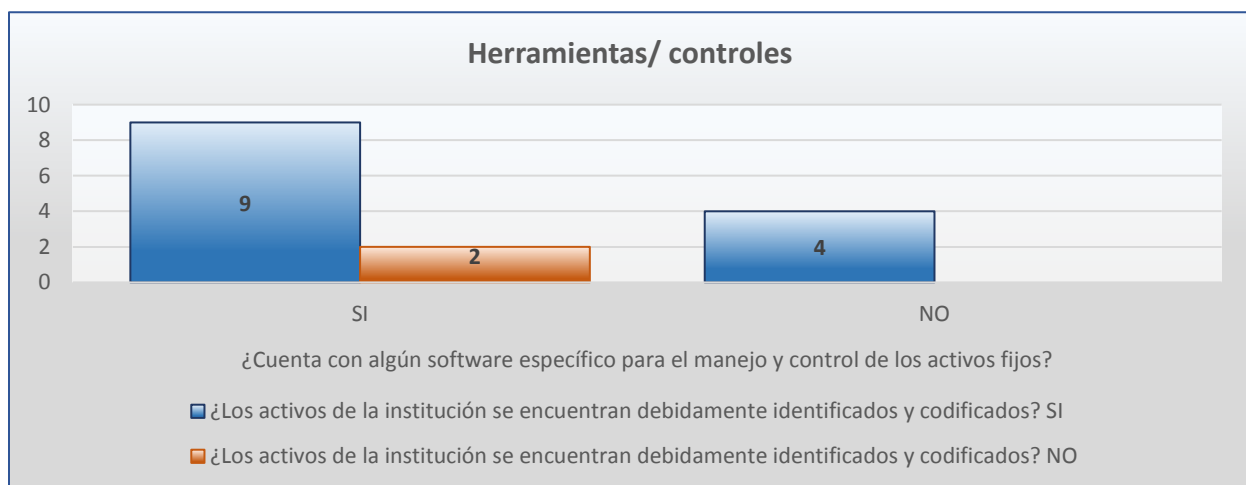 Herramientas/ controles
10
8
6
4
2
0
9
2
4
SI
NO
¿Cuenta con algún software específico para el manejo y control de los activos fijos?
¿Los activos de la institución se encuentran debidamente identificados y codificados? SI
¿Los activos de la institución se encuentran debidamente identificados y codificados? NO